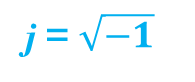 j = √−1